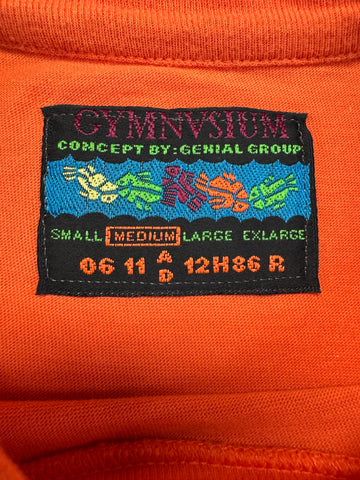 GYMNVSIUM
CONCEPT BY: GENIAL GROUP
SMALL MEDIUM LARGE EXLARGE
06 11 A D 12H86 R